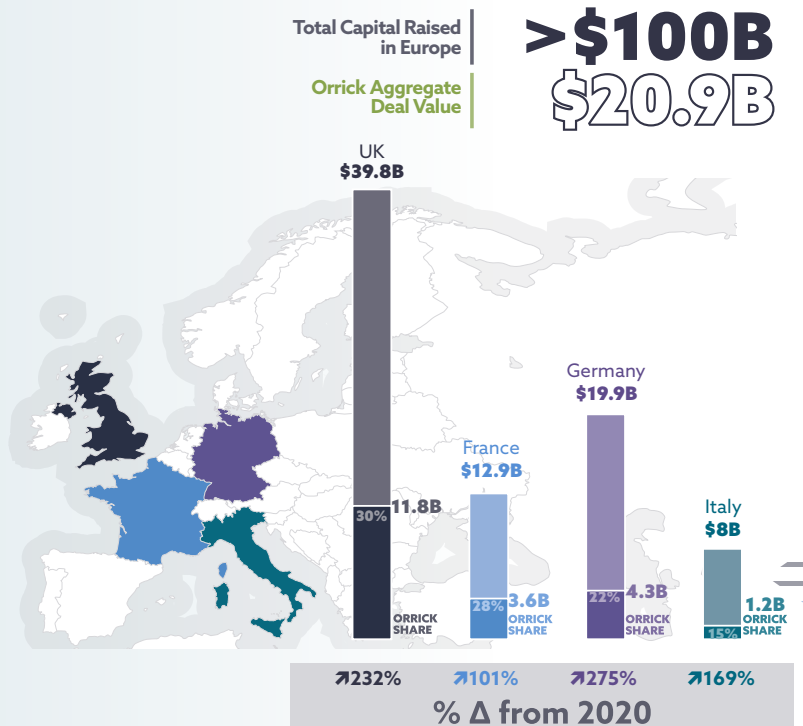 Total Capital Raised
in Europe
>$100B
Orrick Aggregate
Deal Value
$20.9B
UK
$39.8B
30%
11.8B
ORRICK
SHARE
France
$12.9B
28%
3.6B
ORRICK
SHARE
Germany
$19.9B
22%
4.3B
ORRICK
SHARE
Italy
$8B
15%
1.2B
ORRICK
SHARE
↗232%
↗101%
↗275%
↗169%
% Δ from 2020